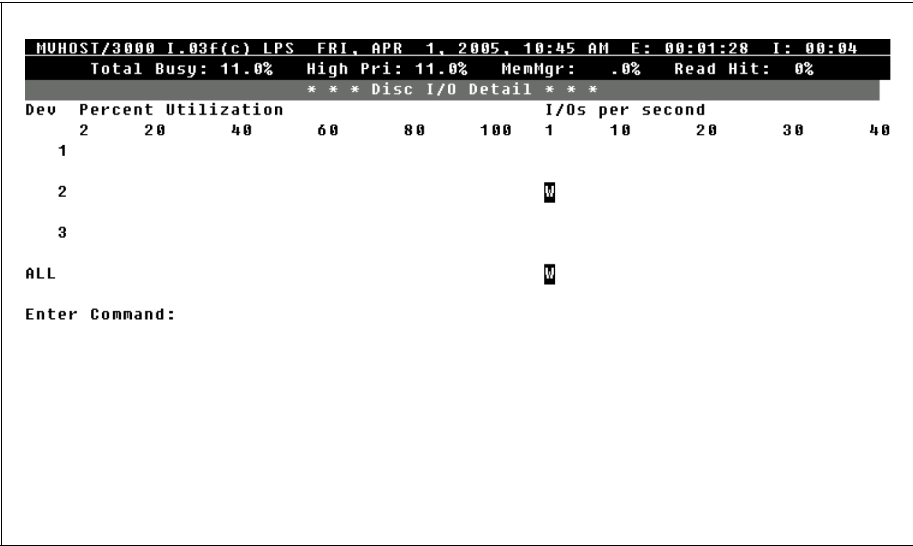 MVHOST/3000 I.03f(c) LPS FRI, APR 1, 2005, 10:45 AM E: 00:01:28 I: 00:04
Total Busy: 11.0% High Pri: 11.0% MemMgr: .0% Read Hit: 0%
* * * Disc I/O Detail * * *
Dev Percent Utilization I/Os per second
2 20 40 60 80 100 1 10 20 30 40
1
2 W
3
ALL W
Enter Command: